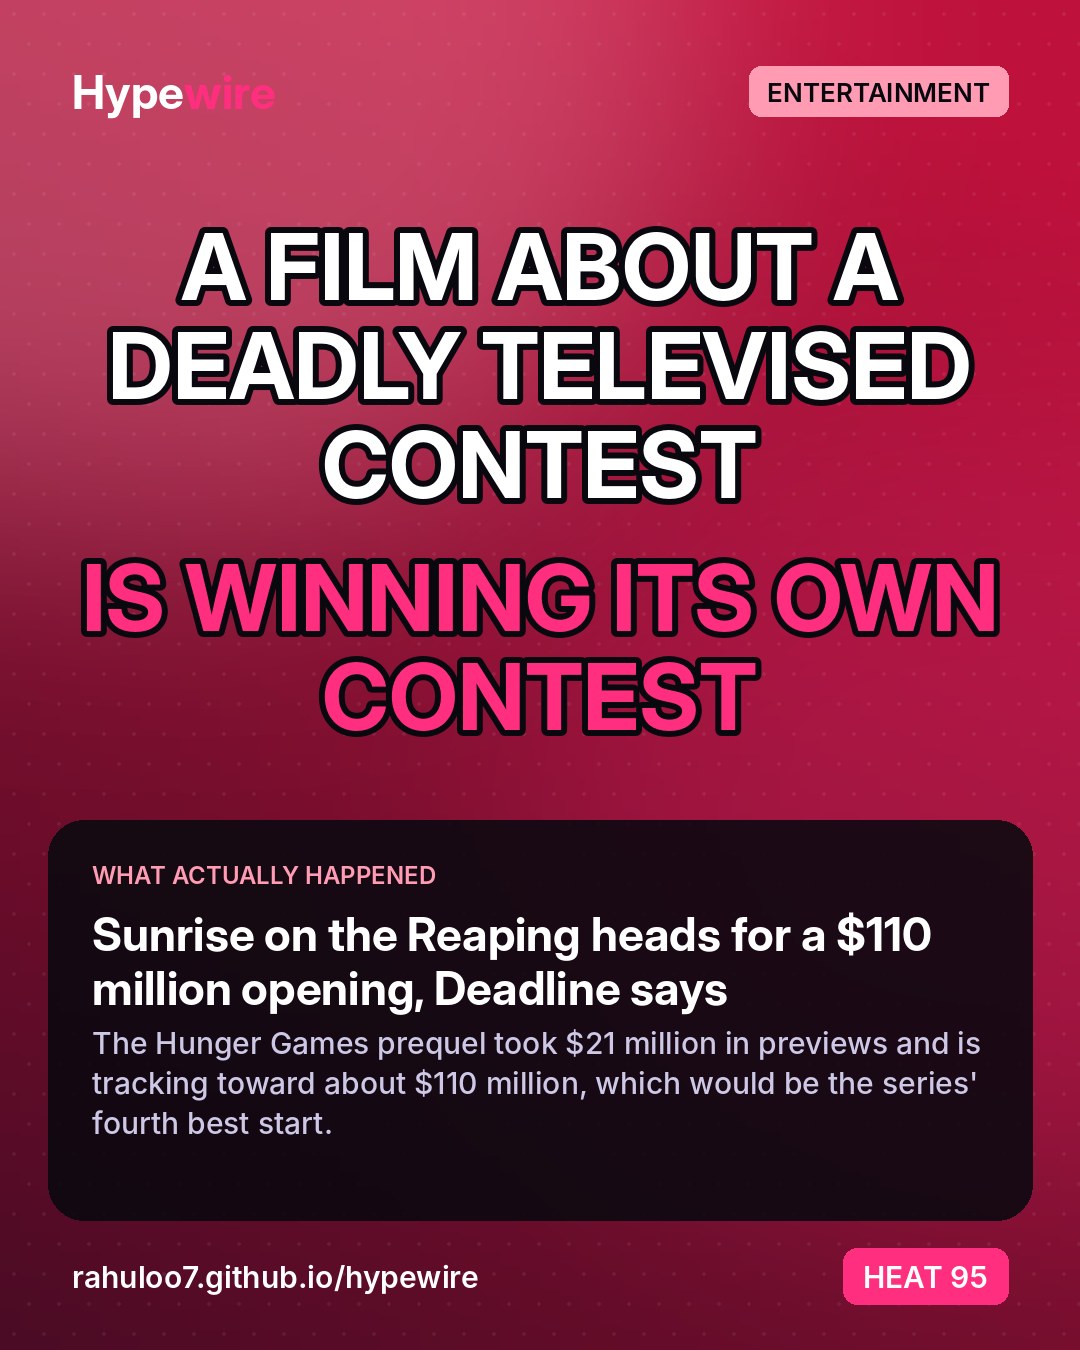 Hypewire
ENTERTAINMENT
A FILM ABOUT A
DEADLY TELEVISED
CONTEST
IS WINNING ITS OWN
CONTEST
WHAT ACTUALLY HAPPENED
Sunrise on the Reaping heads for a $110
million opening, Deadline says
The Hunger Games prequel took $21 million in previews and is
tracking toward about $110 million, which would be the series'
fourth best start.
rahuloo7.github.io/hypewire
HEAT 95